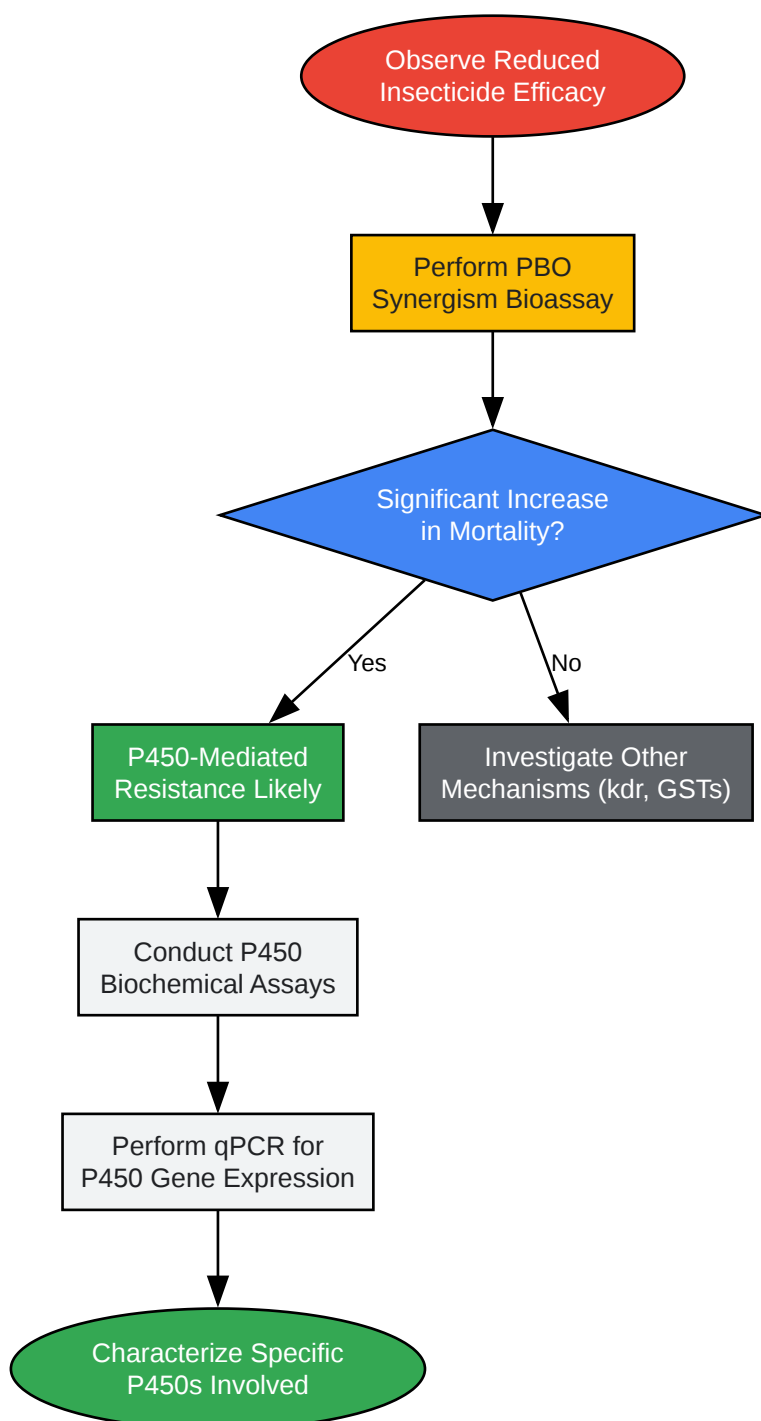 Observe Reduced
Insecticide Efficacy
Perform PBO
Synergism Bioassay
Significant Increase
in Mortality?
Yes
No
P450-Mediated
Resistance Likely
Investigate Other
Mechanisms (kdr, GSTs)
Conduct P450
Biochemical Assays
Perform qPCR for
P450 Gene Expression
Characterize Specific
P450s Involved